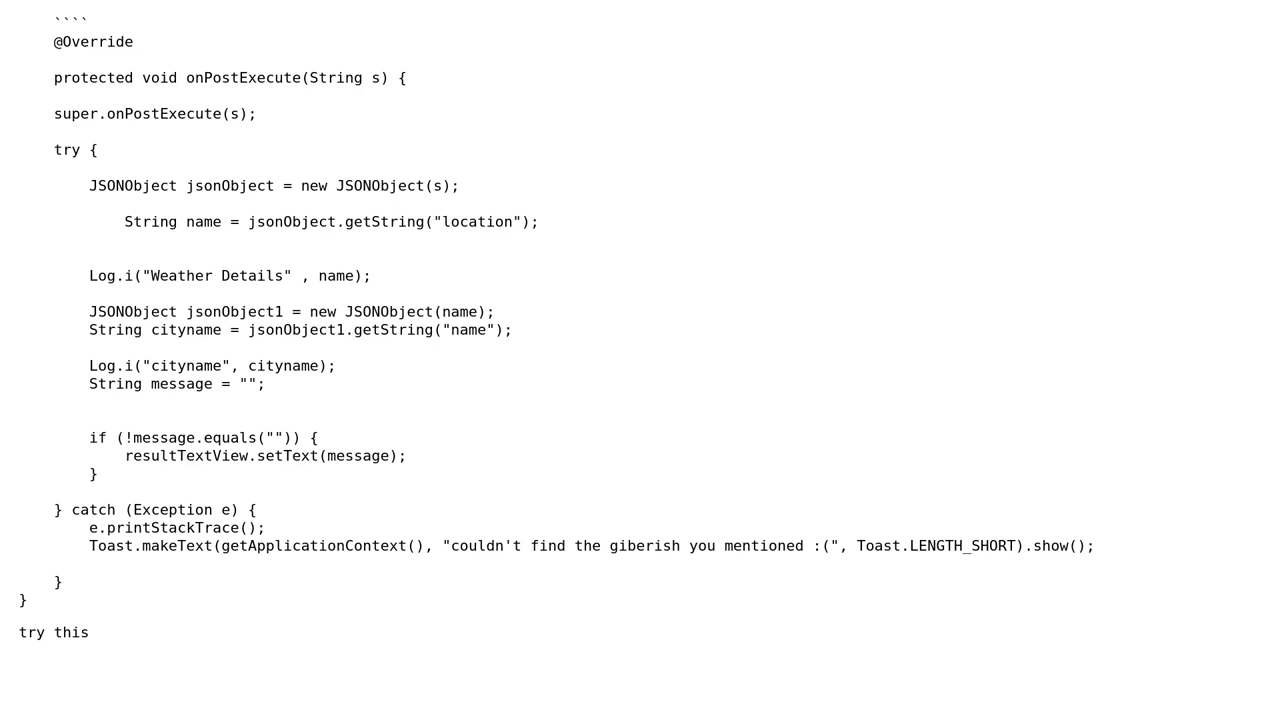 ````
@Override
protected void onPostExecute(String s) {
super.onPostExecute(s);
try {
JSONObject jsonObject = new JSONObject(s);
String name = jsonObject.getString("location");
Log.i("Weather Details" , name);
JSONObject jsonObject1 = new JSONObject(name);
String cityname = jsonObject1.getString("name");
Log.i("cityname", cityname);
String message = "";
if (!message.equals("")) {
resultTextView.setText(message);
}
} catch (Exception e) {
e.printStackTrace();
Toast.makeText(getApplicationContext(), "couldn't find the giberish you mentioned :(", Toast.LENGTH_SHORT).show();
}
}
try this